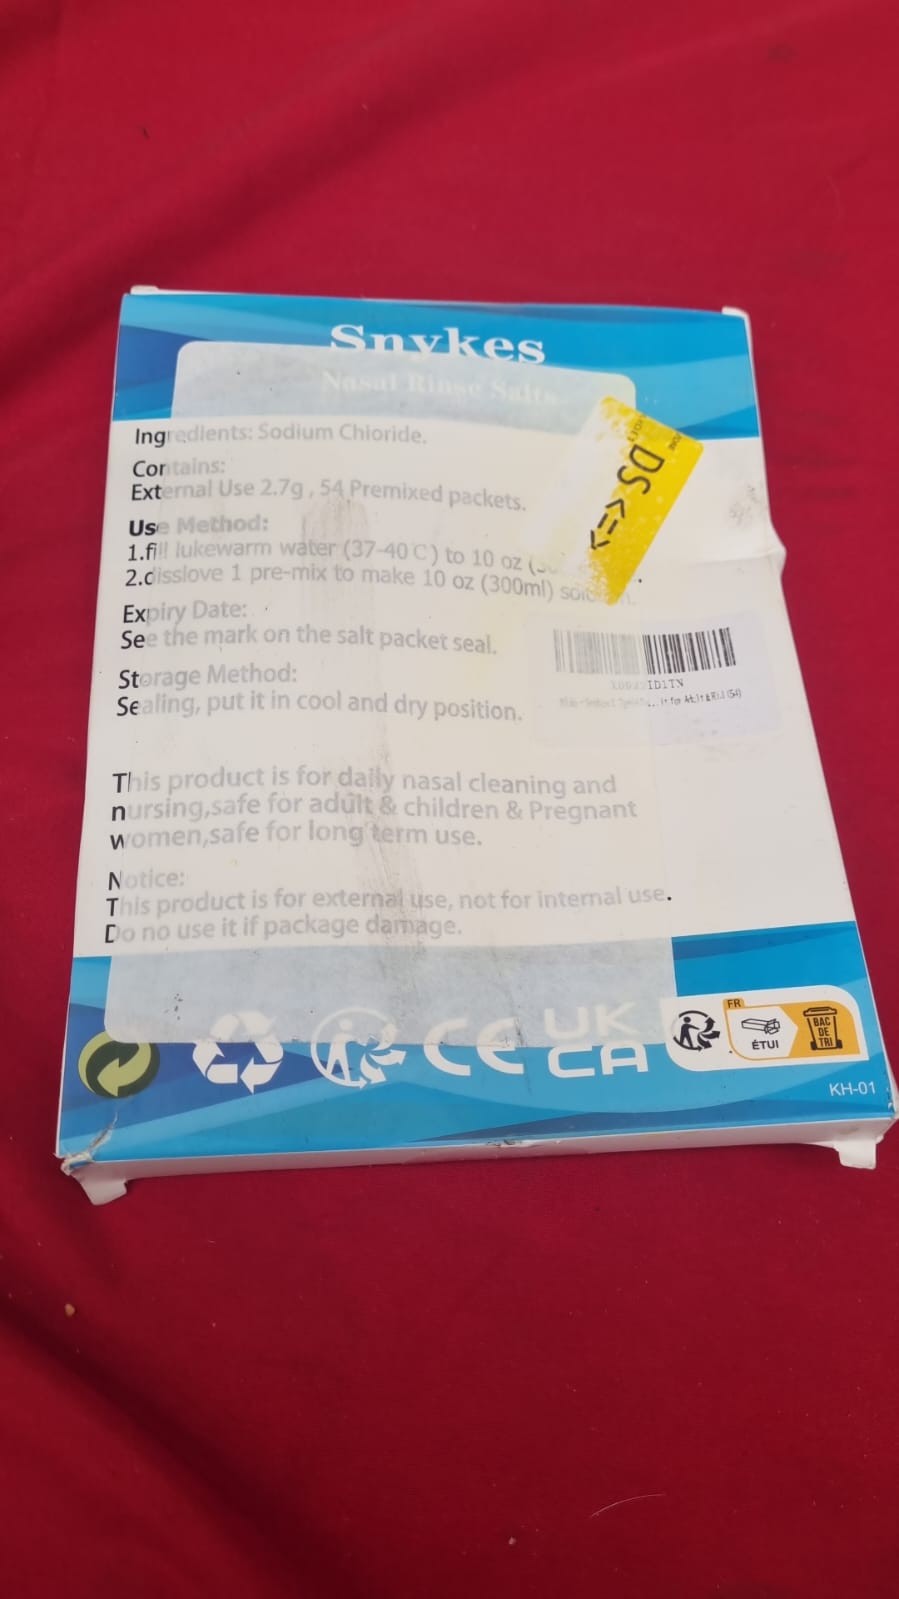 Snykes
Nasal Rinse Salts
Ingredients: Sodium Chioride.
Contains:
External Use 2.7g , 54 Premixed packets.
Use Method:
1.fill lukewarm water (37-40℃) to 10 oz
2.disslove 1 pre-mix to make 10 oz (300ml)
DS <=>
Expiry Date:
See the mark on the salt packet seal.
Storage Method:
Sealing, put it in cool and dry position.
This product is for daily nasal cleaning and
nursing,safe for adult & children & Pregnant
women,safe for long term use.
Notice:
This product is for external use, not for internal use.
Do no use it if package damage.
CE
UK
CA
FR
ÉTUI
BAC
DE
TRI
KH-01